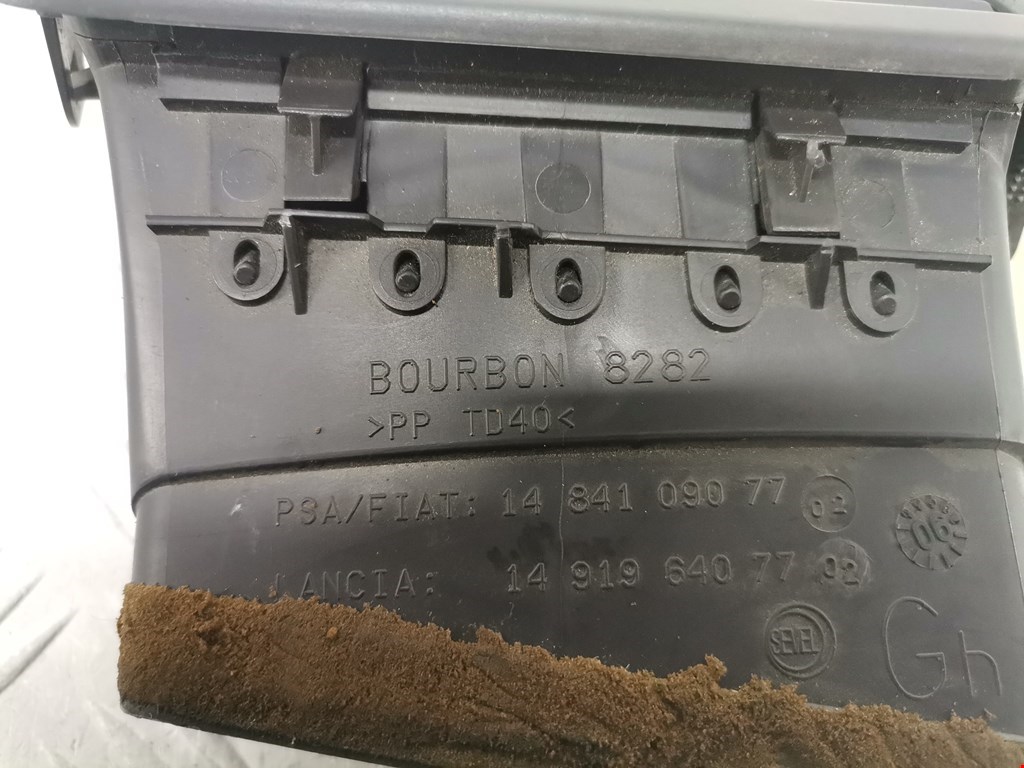 BOURBON 8282
>PP TD40<
PSA/FIAT: 14 841 090 77 02
LANCIA: 14 919 640 77 02
06
SEVEL
Gh